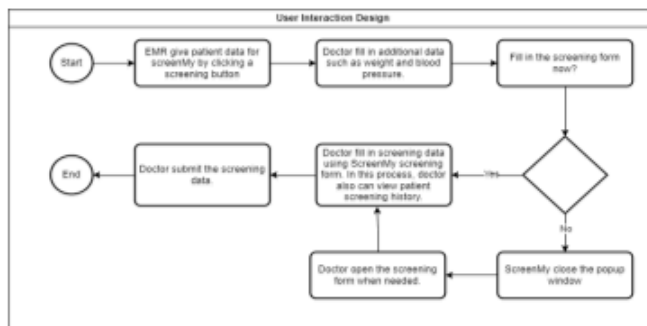 User Interaction Design
Start
EMR give patient data for
screenMy by clicking a
screening button
Doctor fill in additional data
such as weight and blood
pressure.
Fill in the screening form
now?
End
Doctor submit the screening
data.
Doctor fill in screening data
using ScreenMy screening
form. In this process, doctor
also can view patient
screening history.
Yes
No
Doctor open the screening
form when needed.
ScreenMy close the popup
window